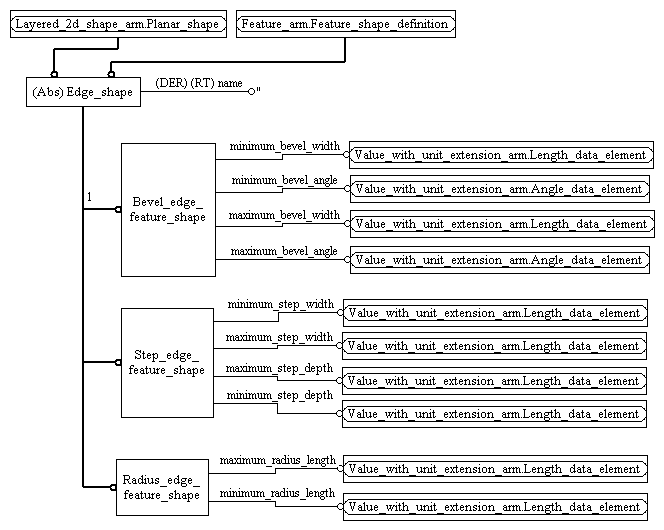 Layered_2d_shape_arm.Planar_shape
Feature_arm.Feature_shape_definition
(Abs) Edge_shape
(DER) (RT) name
"
1
Bevel_edge_
feature_shape
minimum_bevel_width
Value_with_unit_extension_arm.Length_data_element
minimum_bevel_angle
Value_with_unit_extension_arm.Angle_data_element
maximum_bevel_width
Value_with_unit_extension_arm.Length_data_element
maximum_bevel_angle
Value_with_unit_extension_arm.Angle_data_element
Step_edge_
feature_shape
minimum_step_width
Value_with_unit_extension_arm.Length_data_element
maximum_step_width
Value_with_unit_extension_arm.Length_data_element
maximum_step_depth
Value_with_unit_extension_arm.Length_data_element
minimum_step_depth
Value_with_unit_extension_arm.Length_data_element
Radius_edge_
feature_shape
maximum_radius_length
Value_with_unit_extension_arm.Length_data_element
minimum_radius_length
Value_with_unit_extension_arm.Length_data_element